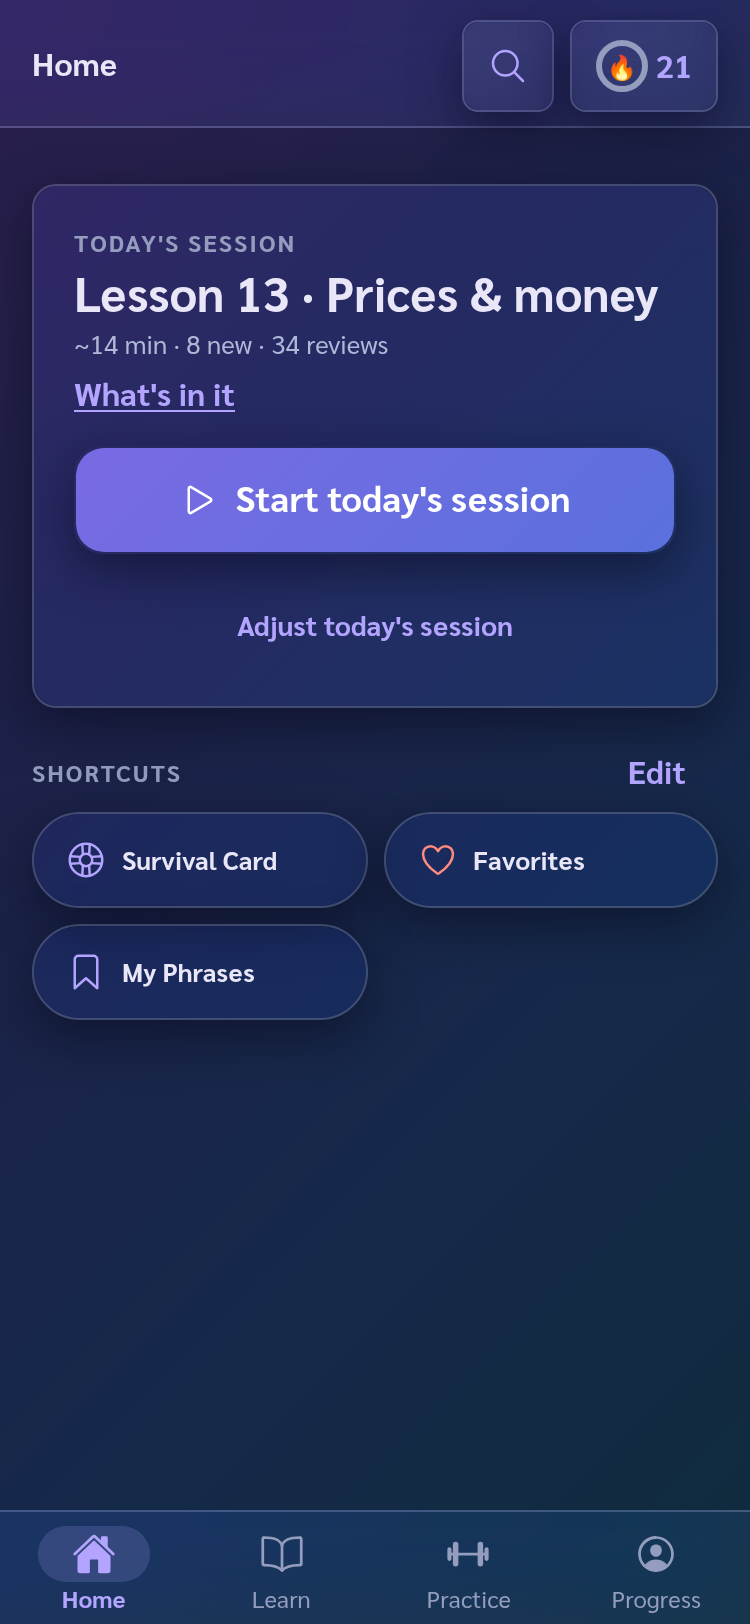 Home
21
TODAY'S SESSION
Lesson 13 · Prices & money
~14 min · 8 new · 34 reviews
What's in it
Start today's session
Adjust today's session
SHORTCUTS
Edit
Survival Card
Favorites
My Phrases
Home
Learn
Practice
Progress